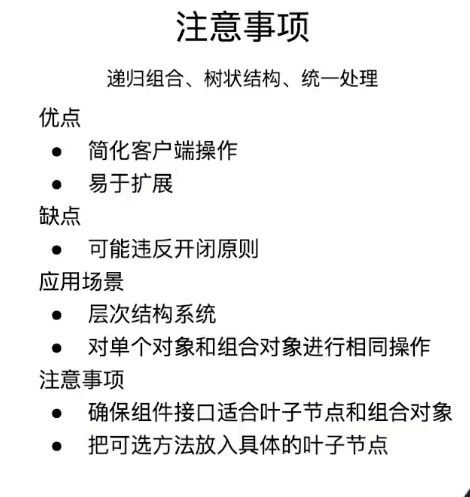 注意事项
递归组合、树状结构、统一处理
优点
● 简化客户端操作
● 易于扩展
缺点
● 可能违反开闭原则
应用场景
● 层次结构系统
● 对单个对象和组合对象进行相同操作
注意事项
● 确保组件接口适合叶子节点和组合对象
● 把可选方法放入具体的叶子节点